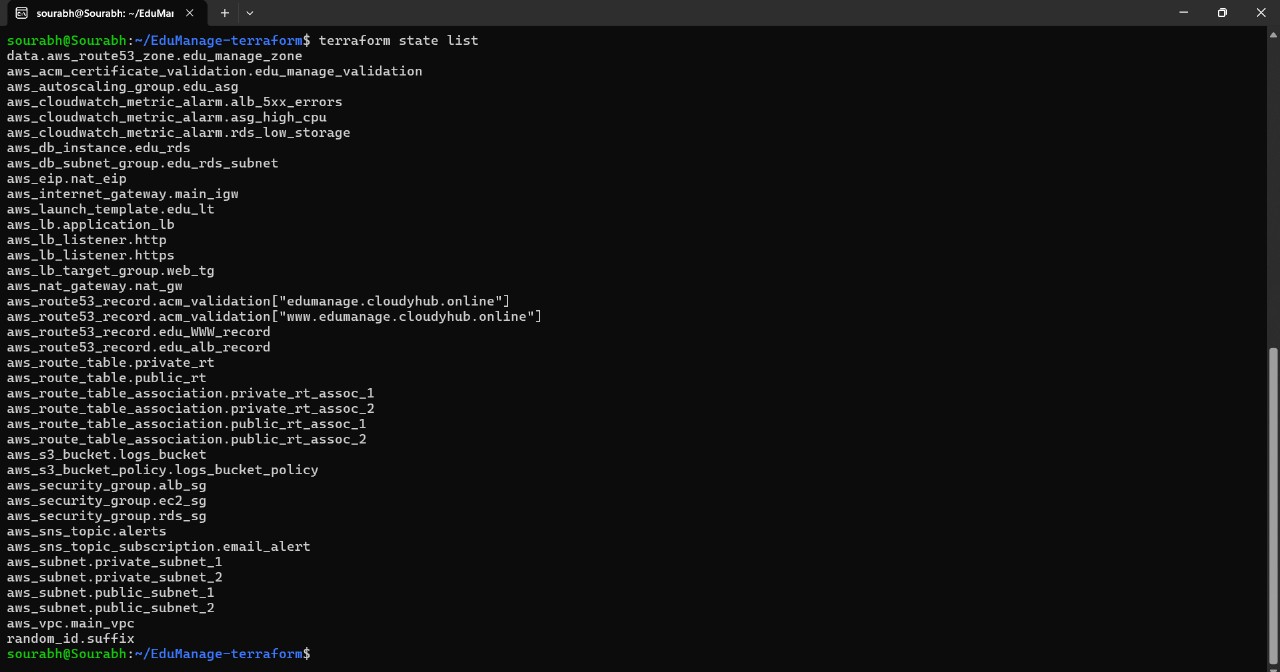 sourabh@Sourabh: ~/EduMar
sourabh@Sourabh:~/EduManage-terraform$ terraform state list
data.aws_route53_zone.edu_manage_zone
aws_acm_certificate_validation.edu_manage_validation
aws_autoscaling_group.edu_asg
aws_cloudwatch_metric_alarm.alb_5xx_errors
aws_cloudwatch_metric_alarm.asg_high_cpu
aws_cloudwatch_metric_alarm.rds_low_storage
aws_db_instance.edu_rds
aws_db_subnet_group.edu_rds_subnet
aws_eip.nat_eip
aws_internet_gateway.main_igw
aws_launch_template.edu_lt
aws_lb.application_lb
aws_lb_listener.http
aws_lb_listener.https
aws_lb_target_group.web_tg
aws_nat_gateway.nat_gw
aws_route53_record.acm_validation["edumanage.cloudyhub.online"]
aws_route53_record.acm_validation["www.edumanage.cloudyhub.online"]
aws_route53_record.edu_WWW_record
aws_route53_record.edu_alb_record
aws_route_table.private_rt
aws_route_table.public_rt
aws_route_table_association.private_rt_assoc_1
aws_route_table_association.private_rt_assoc_2
aws_route_table_association.public_rt_assoc_1
aws_route_table_association.public_rt_assoc_2
aws_s3_bucket.logs_bucket
aws_s3_bucket_policy.logs_bucket_policy
aws_security_group.alb_sg
aws_security_group.ec2_sg
aws_security_group.rds_sg
aws_sns_topic.alerts
aws_sns_topic_subscription.email_alert
aws_subnet.private_subnet_1
aws_subnet.private_subnet_2
aws_subnet.public_subnet_1
aws_subnet.public_subnet_2
aws_vpc.main_vpc
random_id.suffix
sourabh@Sourabh:~/EduManage-terraform$